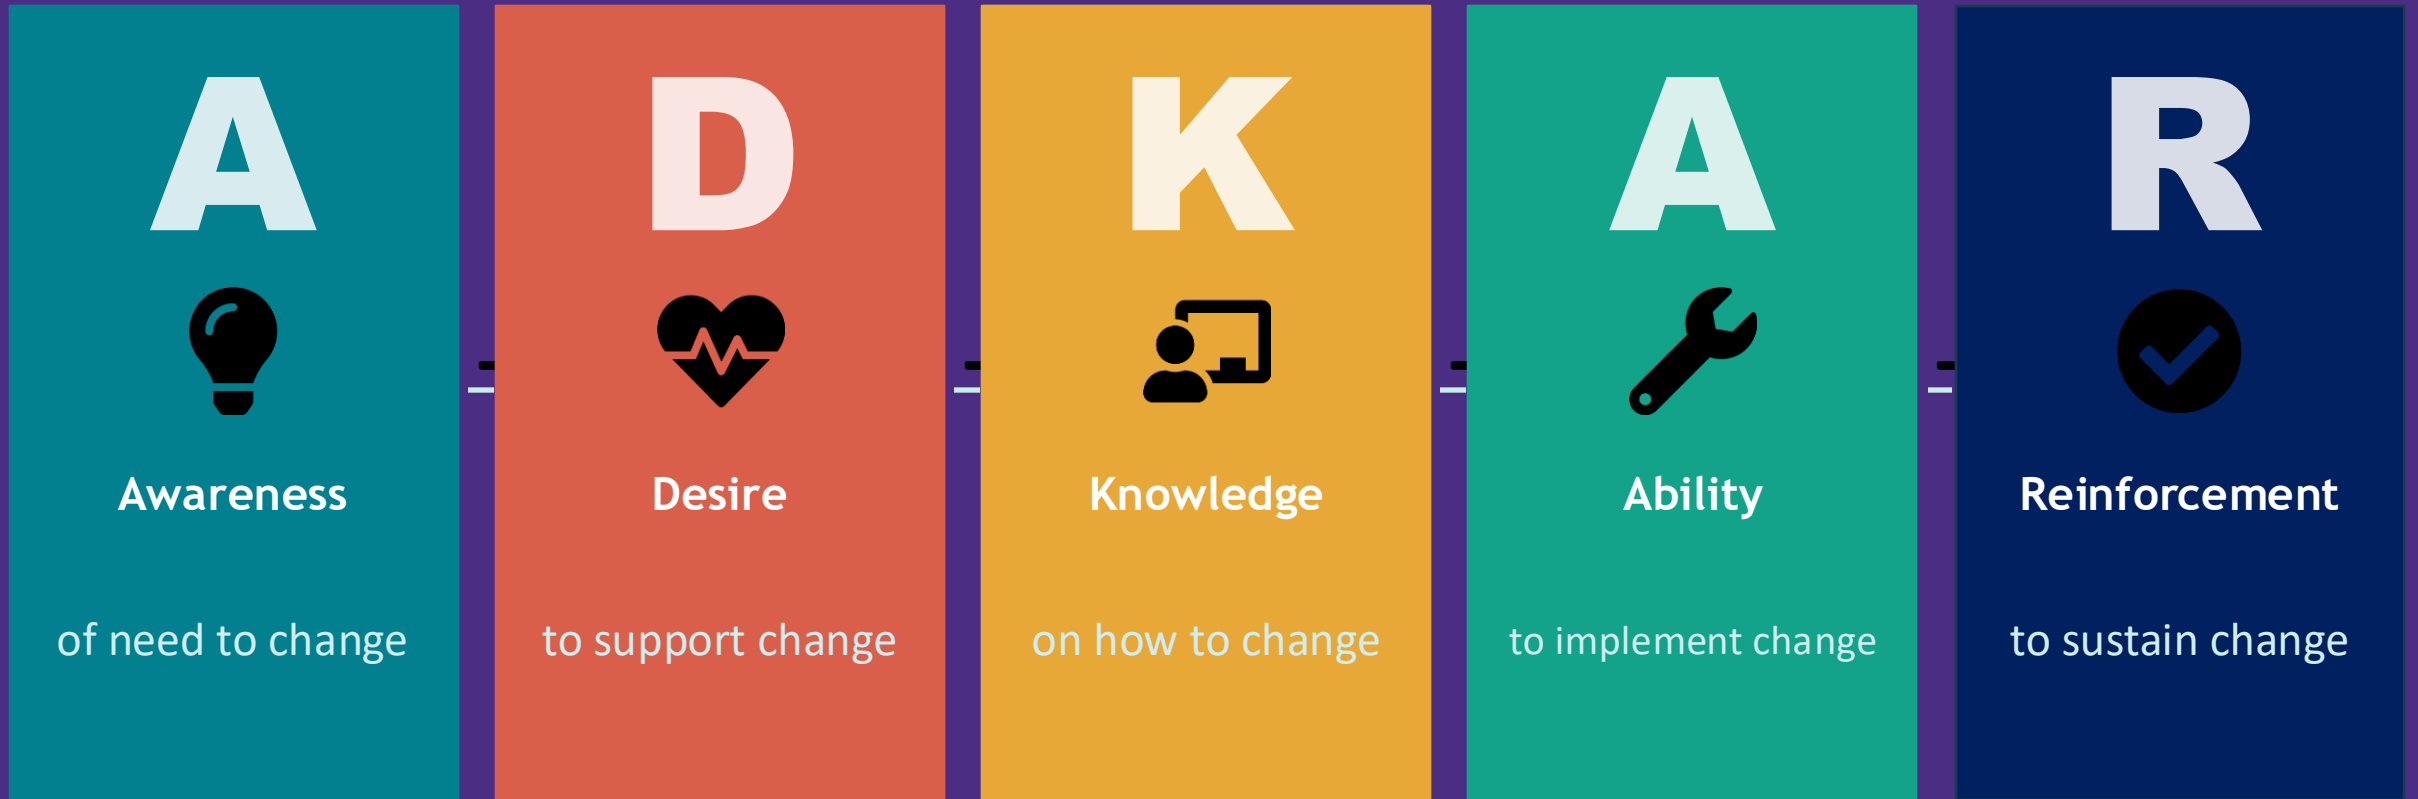 A
Awareness
of need to change
D
Desire
to support change
K
Knowledge
on how to change
A
Ability
to implement change
R
Reinforcement
to sustain change